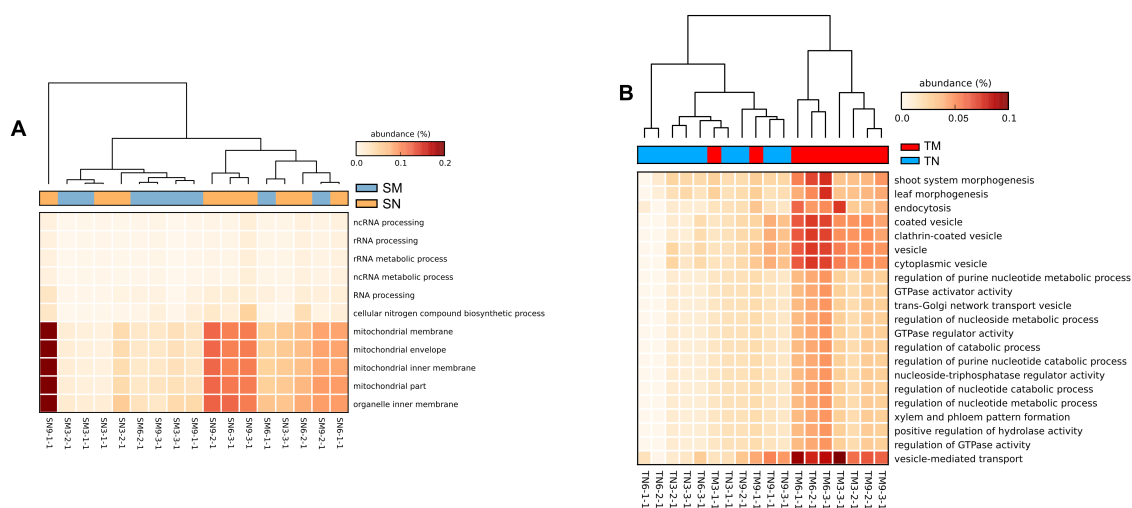 A
abundance (%)
0.0
0.1
0.2
SM
SN
ncRNA processing
rRNA processing
rRNA metabolic process
ncRNA metabolic process
RNA processing
cellular nitrogen compound biosynthetic process
mitochondrial membrane
mitochondrial envelope
mitochondrial inner membrane
mitochondrial part
organelle inner membrane
SN9-1-1
SM3-2-1
SM3-1-1
SN3-1-1
SN3-2-1
SM6-2-1
SM9-3-1
SM3-3-1
SM9-1-1
SN9-2-1
SN6-3-1
SN9-3-1
SM6-1-1
SN3-3-1
SN6-2-1
SM9-2-1
SN6-1-1
B
abundance (%)
0.0
0.05
0.1
TM
TN
shoot system morphogenesis
leaf morphogenesis
endocytosis
coated vesicle
clathrin-coated vesicle
vesicle
cytoplasmic vesicle
regulation of purine nucleotide metabolic process
GTPase activator activity
trans-Golgi network transport vesicle
regulation of nucleoside metabolic process
GTPase regulator activity
regulation of catabolic process
regulation of purine nucleotide catabolic process
nucleoside-triphosphatase regulator activity
regulation of nucleotide catabolic process
regulation of nucleotide metabolic process
xylem and phloem pattern formation
positive regulation of hydrolase activity
regulation of GTPase activity
vesicle-mediated transport
TN6-1-1
TN6-2-1
TN3-2-1
TN3-3-1
TN6-3-1
TM3-1-1
TN3-1-1
TN9-2-1
TM9-1-1
TN9-1-1
TN9-3-1
TM6-1-1
TM6-2-1
TM6-3-1
TM3-3-1
TM3-2-1
TM9-2-1
TM9-3-1